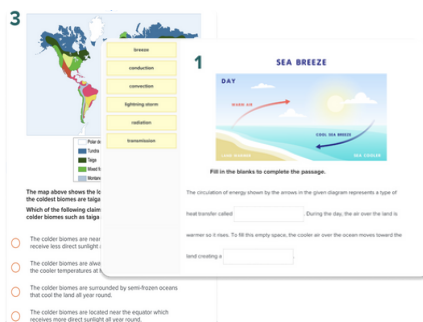 3
Polar de
Tundra
Taiga
Mixed f
Montane
The map above shows the lo
the coldest biomes are taiga
Which of the following claim
colder biomes such as taiga
The colder biomes are near
receive less direct sunlight
The colder biomes are alwa
the cooler temperatures at t
The colder biomes are surrounded by semi-frozen oceans
that cool the land all year round.
The colder biomes are located near the equator which
receives more direct sunlight all year round.
breeze
conduction
convection
lightning storm
radiation
transmission
1
SEA BREEZE
DAY
WARM AIR
COOL SEA BREEZE
LAND WARMER
SEA COOLER
Fill in the blanks to complete the passage.
The circulation of energy shown by the arrows in the given diagram represents a type of
heat transfer called . During the day, the air over the land is
warmer so it rises. To fill this empty space, the cooler air over the ocean moves toward the
land creating a .